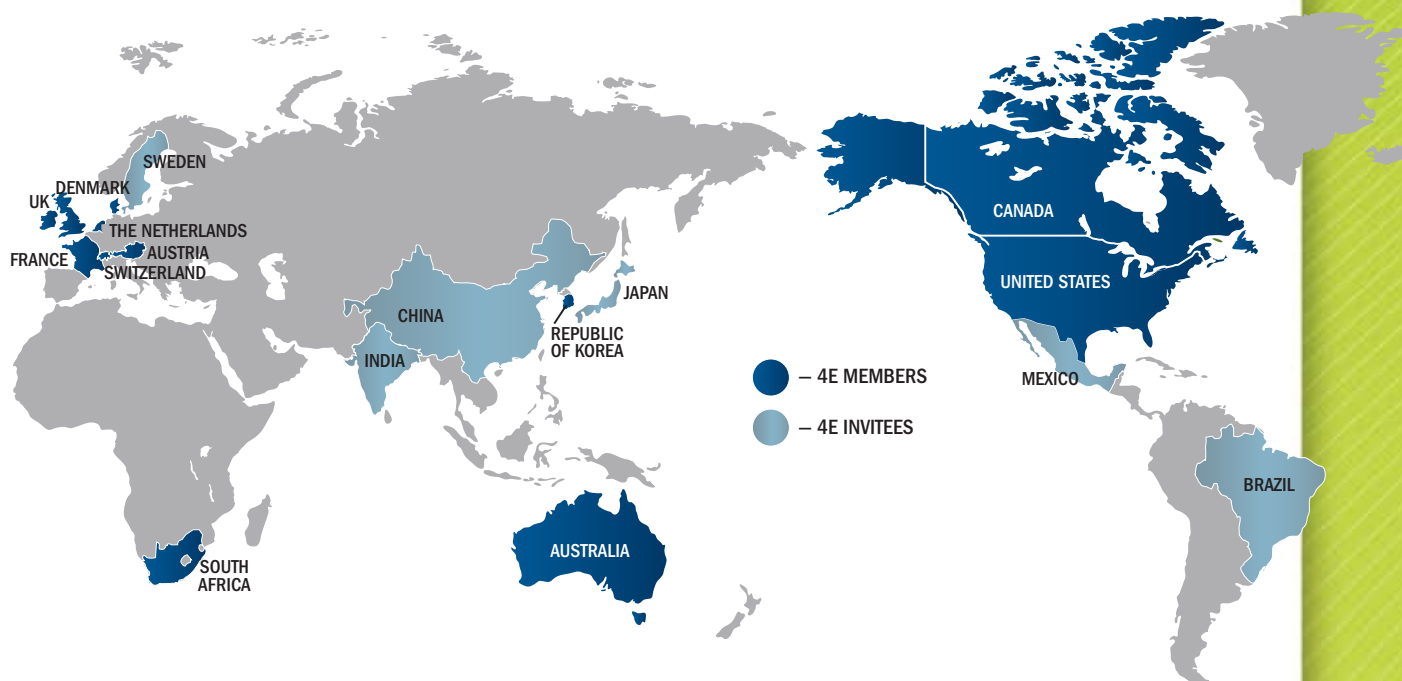 SWEDEN
DENMARK
UK
THE NETHERLANDS
AUSTRIA
FRANCE
SWITZERLAND
CHINA
INDIA
JAPAN
REPUBLIC
OF KOREA
SOUTH
AFRICA
AUSTRALIA
– 4E MEMBERS
– 4E INVITEES
CANADA
UNITED STATES
MEXICO
BRAZIL